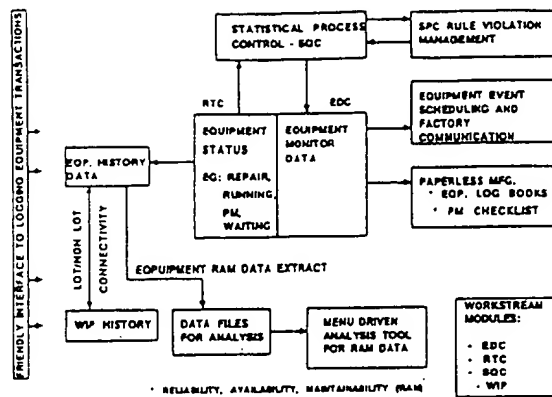 FRIENDLY INTERFACE TO LOGGING EQUIPMENT TRANSACTIONS
STATISTICAL PROCESS
CONTROL - SQC
SPC RULE VIOLATION
MANAGEMENT
RTC
EDC
EQUIPMENT
STATUS
EG: REPAIR,
RUNNING,
PM,
WAITING
EQUIPMENT
MONITOR
DATA
EQUIPMENT EVENT
SCHEDULING AND
FACTORY
COMMUNICATION
EQP. HISTORY
DATA
PAPERLESS MFG.
* EQP. LOG BOOKS
* PM CHECKLIST
LOT/NON LOT
CONNECTIVITY
EQPUIPMENT RAM DATA EXTRACT
WIP HISTORY
DATA FILES
FOR ANALYSIS
MENU DRIVEN
ANALYSIS TOOL
FOR RAM DATA
WORKSTREAM
MODULES:
- EDC
- RTC
- SQC
- WIP
* RELIABILITY, AVAILABILITY, MAINTAINABILITY (RAM)